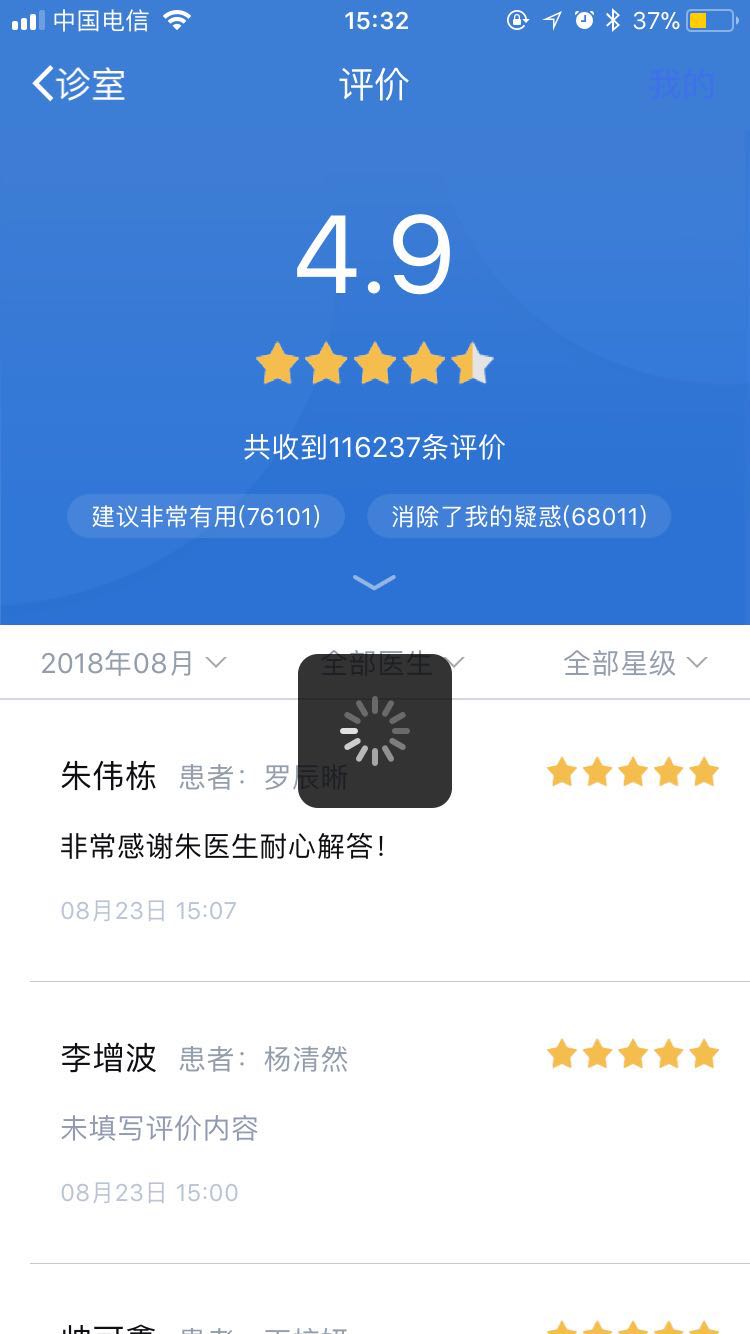 中国电信 15:32 37%
诊室 评价 我的
4.9
共收到116237条评价
建议非常有用(76101) 消除了我的疑惑(68011)
2018年08月 全部医生 全部星级
朱伟栋 患者：罗辰晰
非常感谢朱医生耐心解答！
08月23日 15:07
李增波 患者：杨清然
未填写评价内容
08月23日 15:00